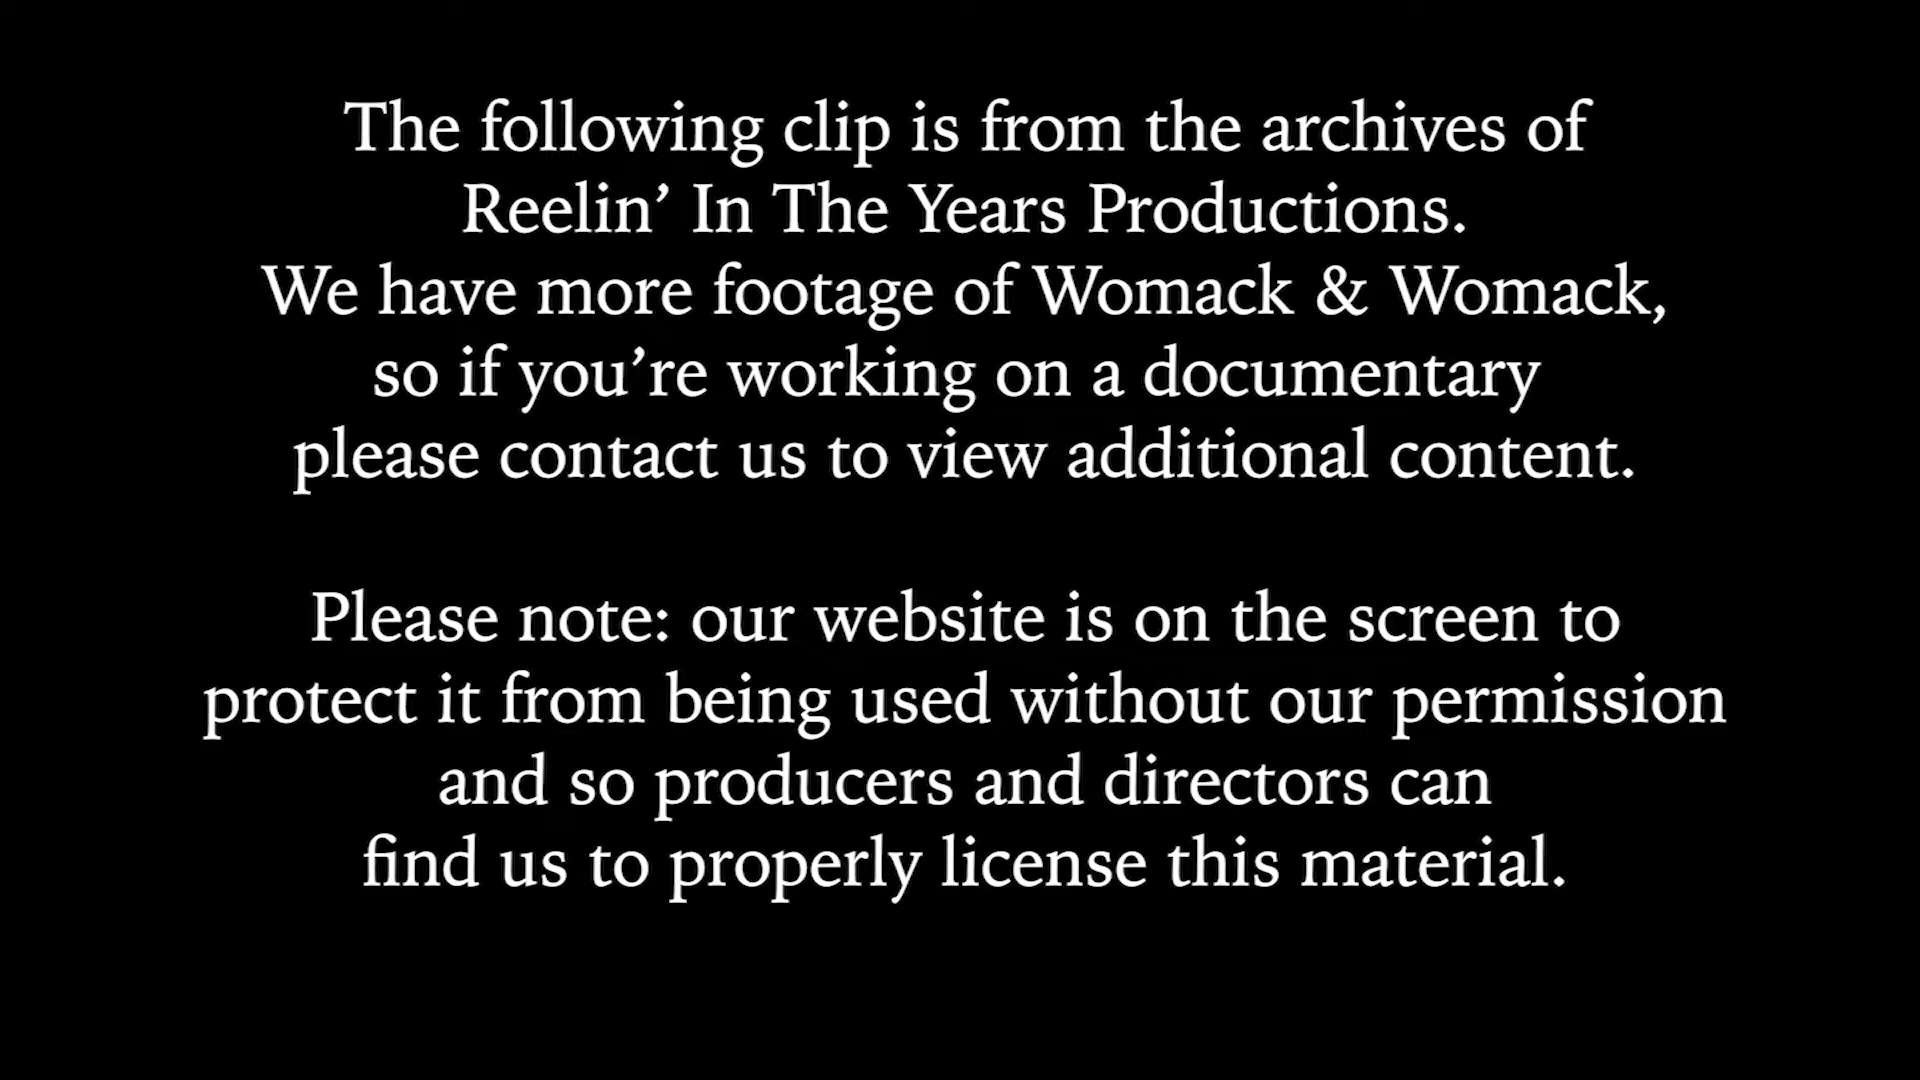 The following clip is from the archives of
Reelin’ In The Years Productions.
We have more footage of Womack & Womack,
so if you’re working on a documentary
please contact us to view additional content.
Please note: our website is on the screen to
protect it from being used without our permission
and so producers and directors can
find us to properly license this material.